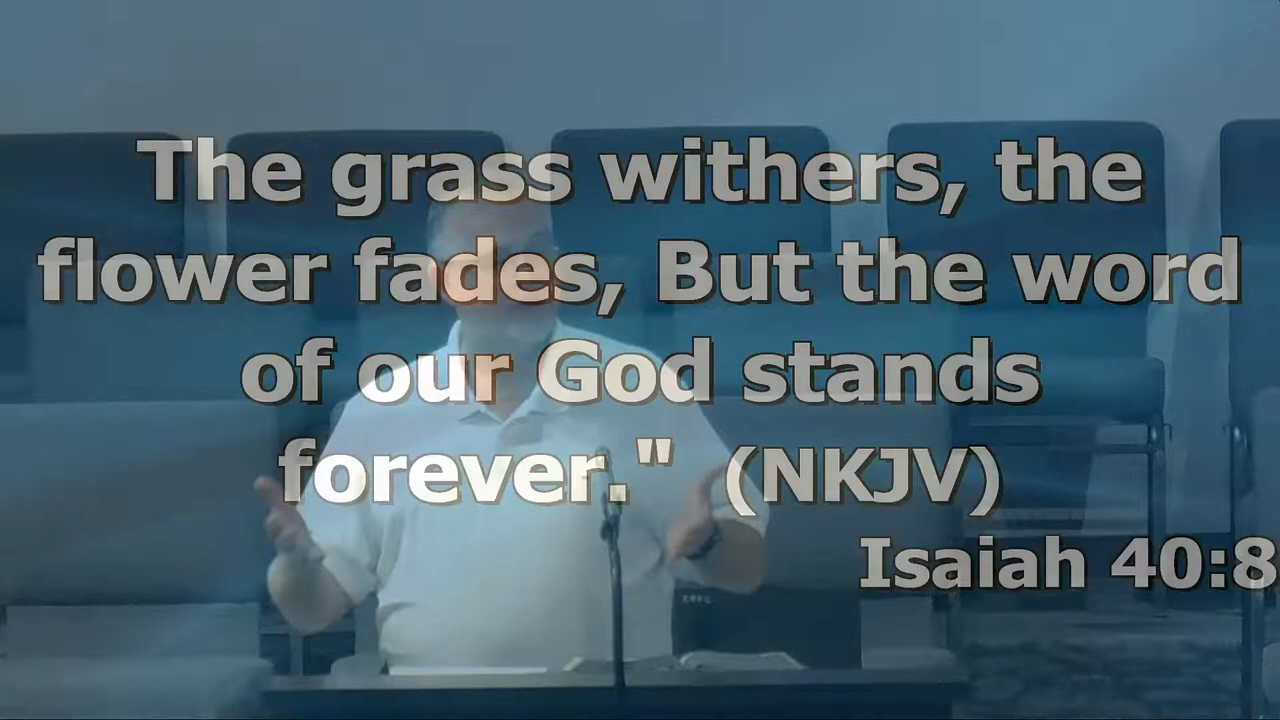 The grass withers, the
flower fades, But the word
of our God stands
forever." (NKJV)
Isaiah 40:8